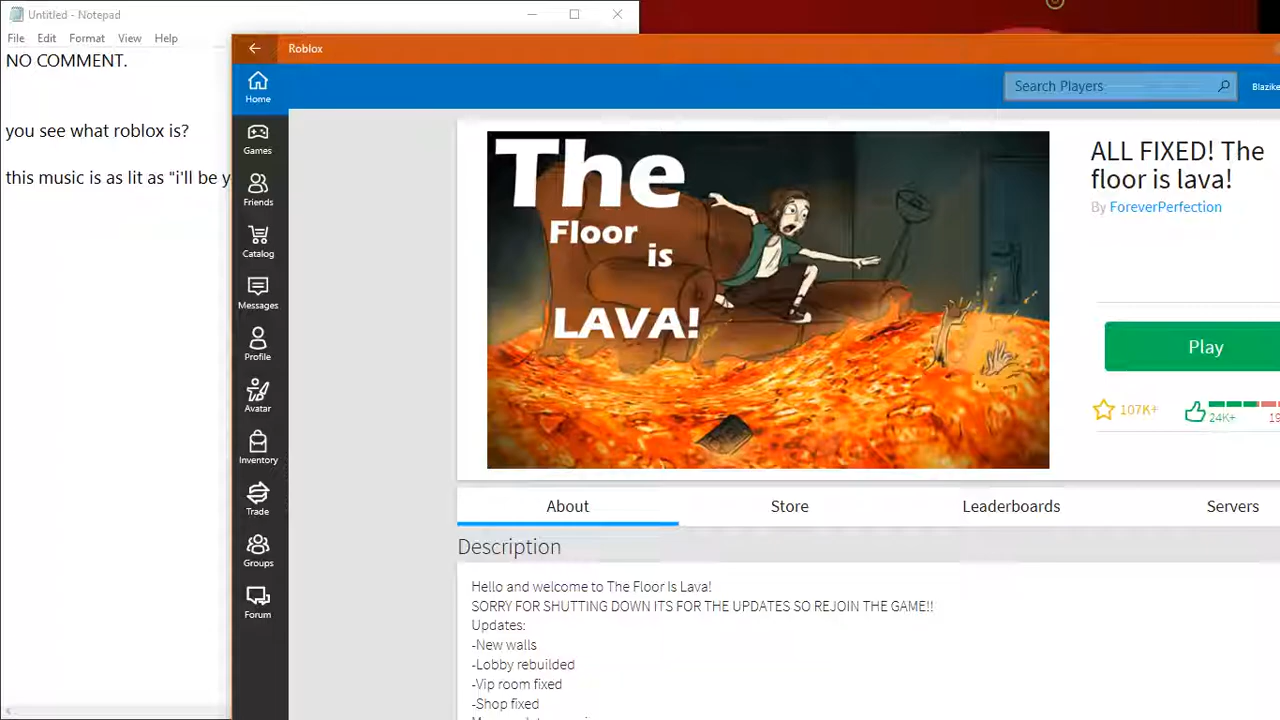 Untitled - Notepad
File Edit Format View Help
NO COMMENT.
you see what roblox is?
this music is as lit as "i'll be y
Roblox
Home
Games
Friends
Catalog
Messages
Profile
Avatar
Inventory
Trade
Groups
Forum
Search Players
Blazike
The
Floor
is
LAVA!
ALL FIXED! The
floor is lava!
By ForeverPerfection
Play
107K+
24K+
19
About Store Leaderboards Servers
Description
Hello and welcome to The Floor Is Lava!
SORRY FOR SHUTTING DOWN ITS FOR THE UPDATES SO REJOIN THE GAME!!
Updates:
-New walls
-Lobby rebuilded
-Vip room fixed
-Shop fixed